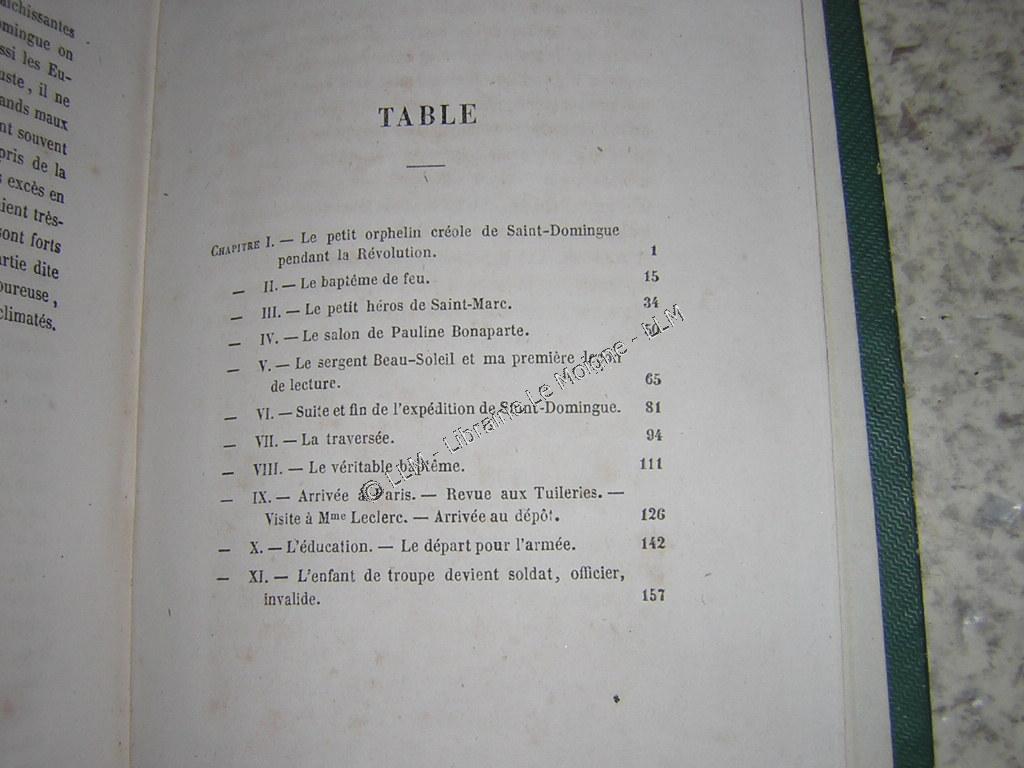 aichissantes
omingue on
ssi les Eu-
uste, il ne
ands maux
nt souvent
pris de la
s excès en
ient très-
sont forts
artie dite
oureuse,
climatés.
TABLE
CHAPITRE I. — Le petit orphelin créole de Saint-Domingue
pendant la Révolution. 1
— II. — Le baptême de feu. 15
— III. — Le petit héros de Saint-Marc. 34
— IV. — Le salon de Pauline Bonaparte. 50
— V. — Le sergent Beau-Soleil et ma première leçon
de lecture. 65
— VI. — Suite et fin de l'expédition de Saint-Domingue. 81
— VII. — La traversée. 94
— VIII. — Le véritable baptême. 111
— IX. — Arrivée à Paris. — Revue aux Tuileries. —
Visite à Mme Leclerc. — Arrivée au dépôt. 126
— X. — L'éducation. — Le départ pour l'armée. 142
— XI. — L'enfant de troupe devient soldat, officier,
invalide. 157
© LLM - Librairie Le Moigne - LLM